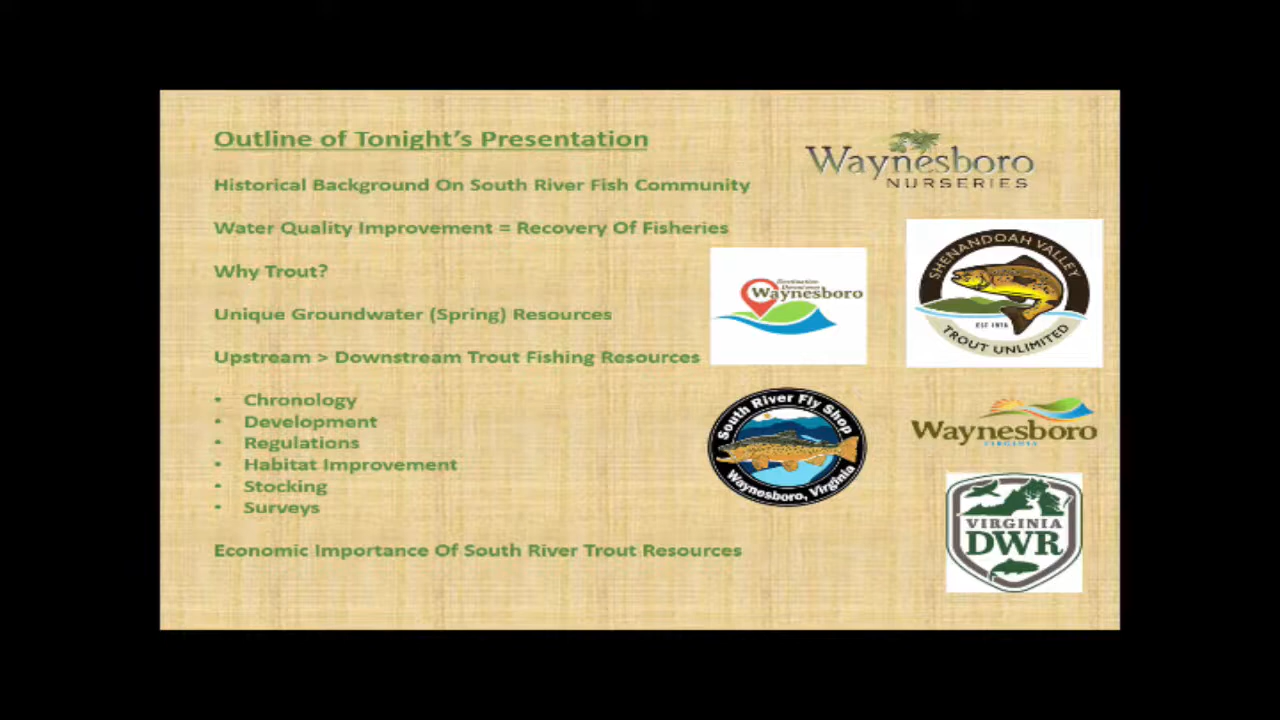 Outline of Tonight's Presentation
Historical Background On South River Fish Community
Water Quality Improvement = Recovery Of Fisheries
Why Trout?
Unique Groundwater (Spring) Resources
Upstream > Downstream Trout Fishing Resources
• Chronology
• Development
• Regulations
• Habitat Improvement
• Stocking
• Surveys
Economic Importance Of South River Trout Resources
Waynesboro
NURSERIES
Waynesboro
SHENANDOAH VALLEY
TROUT UNLIMITED
South River Fly Shop
Waynesboro, Virginia
Waynesboro
VIRGINIA
VIRGINIA
DWR